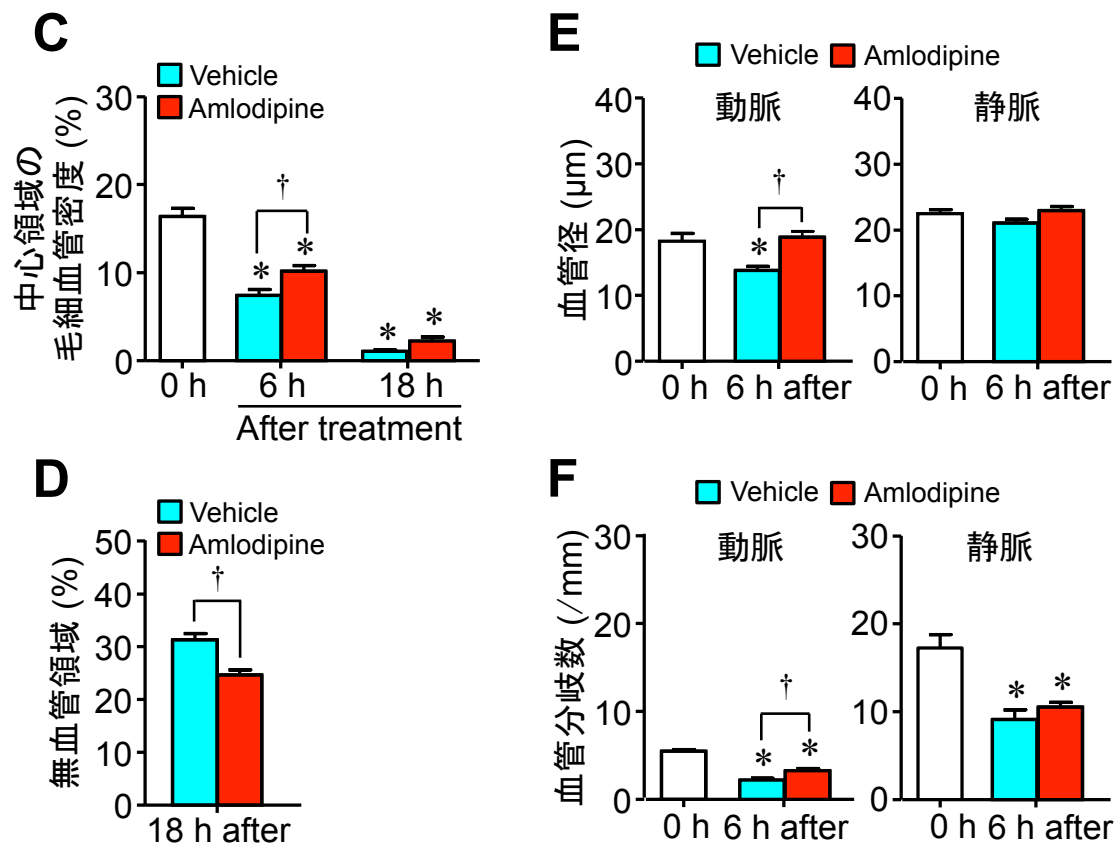 C
Vehicle
Amlodipine
中心領域の
毛細血管密度 (%)
30
20
10
0
†
* * * *
0 h 6 h 18 h
After treatment
D
Vehicle
Amlodipine
無血管領域 (%)
50
40
30
20
10
0
†
18 h after
E
Vehicle Amlodipine
血管径 (μm)
動脈
40
30
20
10
0
†
*
0 h 6 h after
静脈
40
30
20
10
0
0 h 6 h after
F
Vehicle Amlodipine
血管分岐数 (/mm)
動脈
30
20
10
0
†
* *
0 h 6 h after
静脈
30
20
10
0
* *
0 h 6 h after